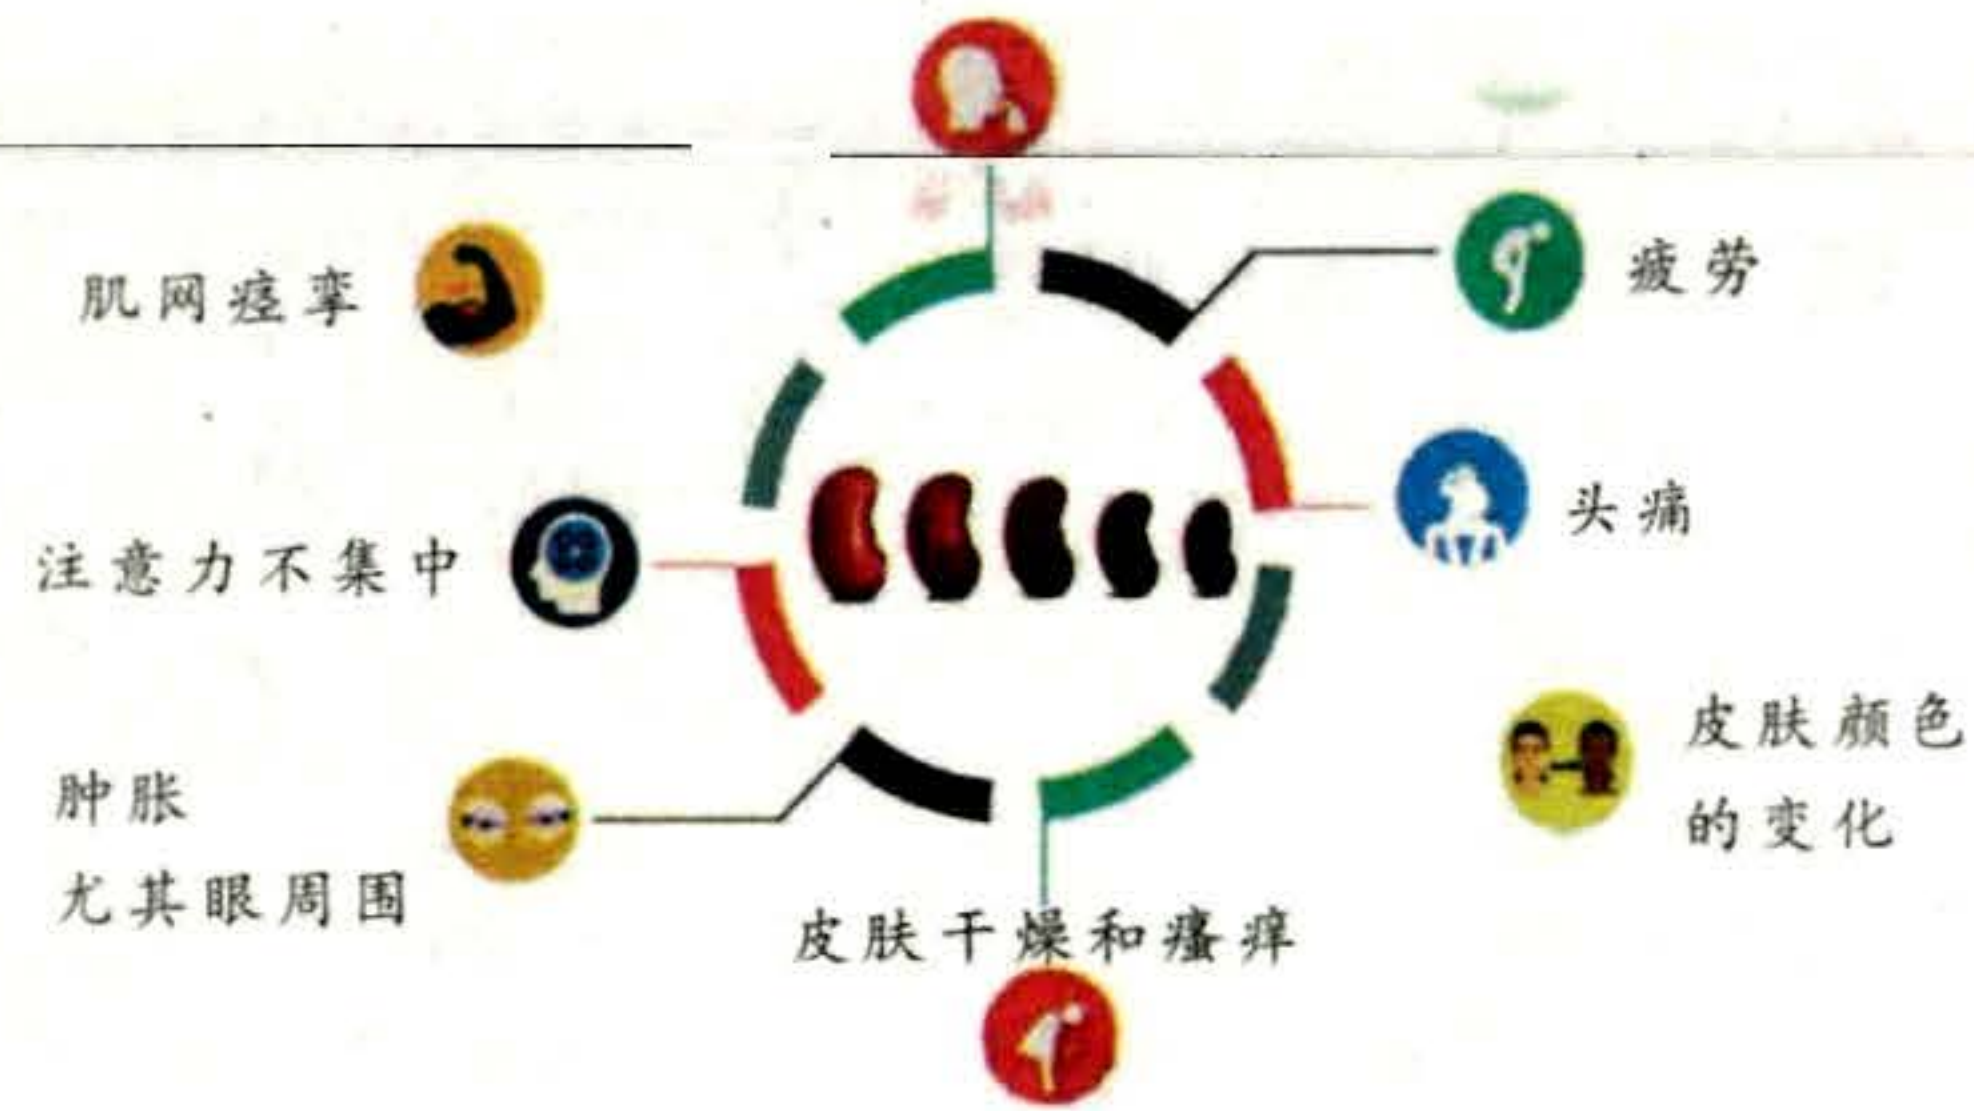 肌网痉挛
疲劳
头痛
注意力不集中
皮肤颜色
的变化
肿胀
尤其眼周围
皮肤干燥和瘙痒